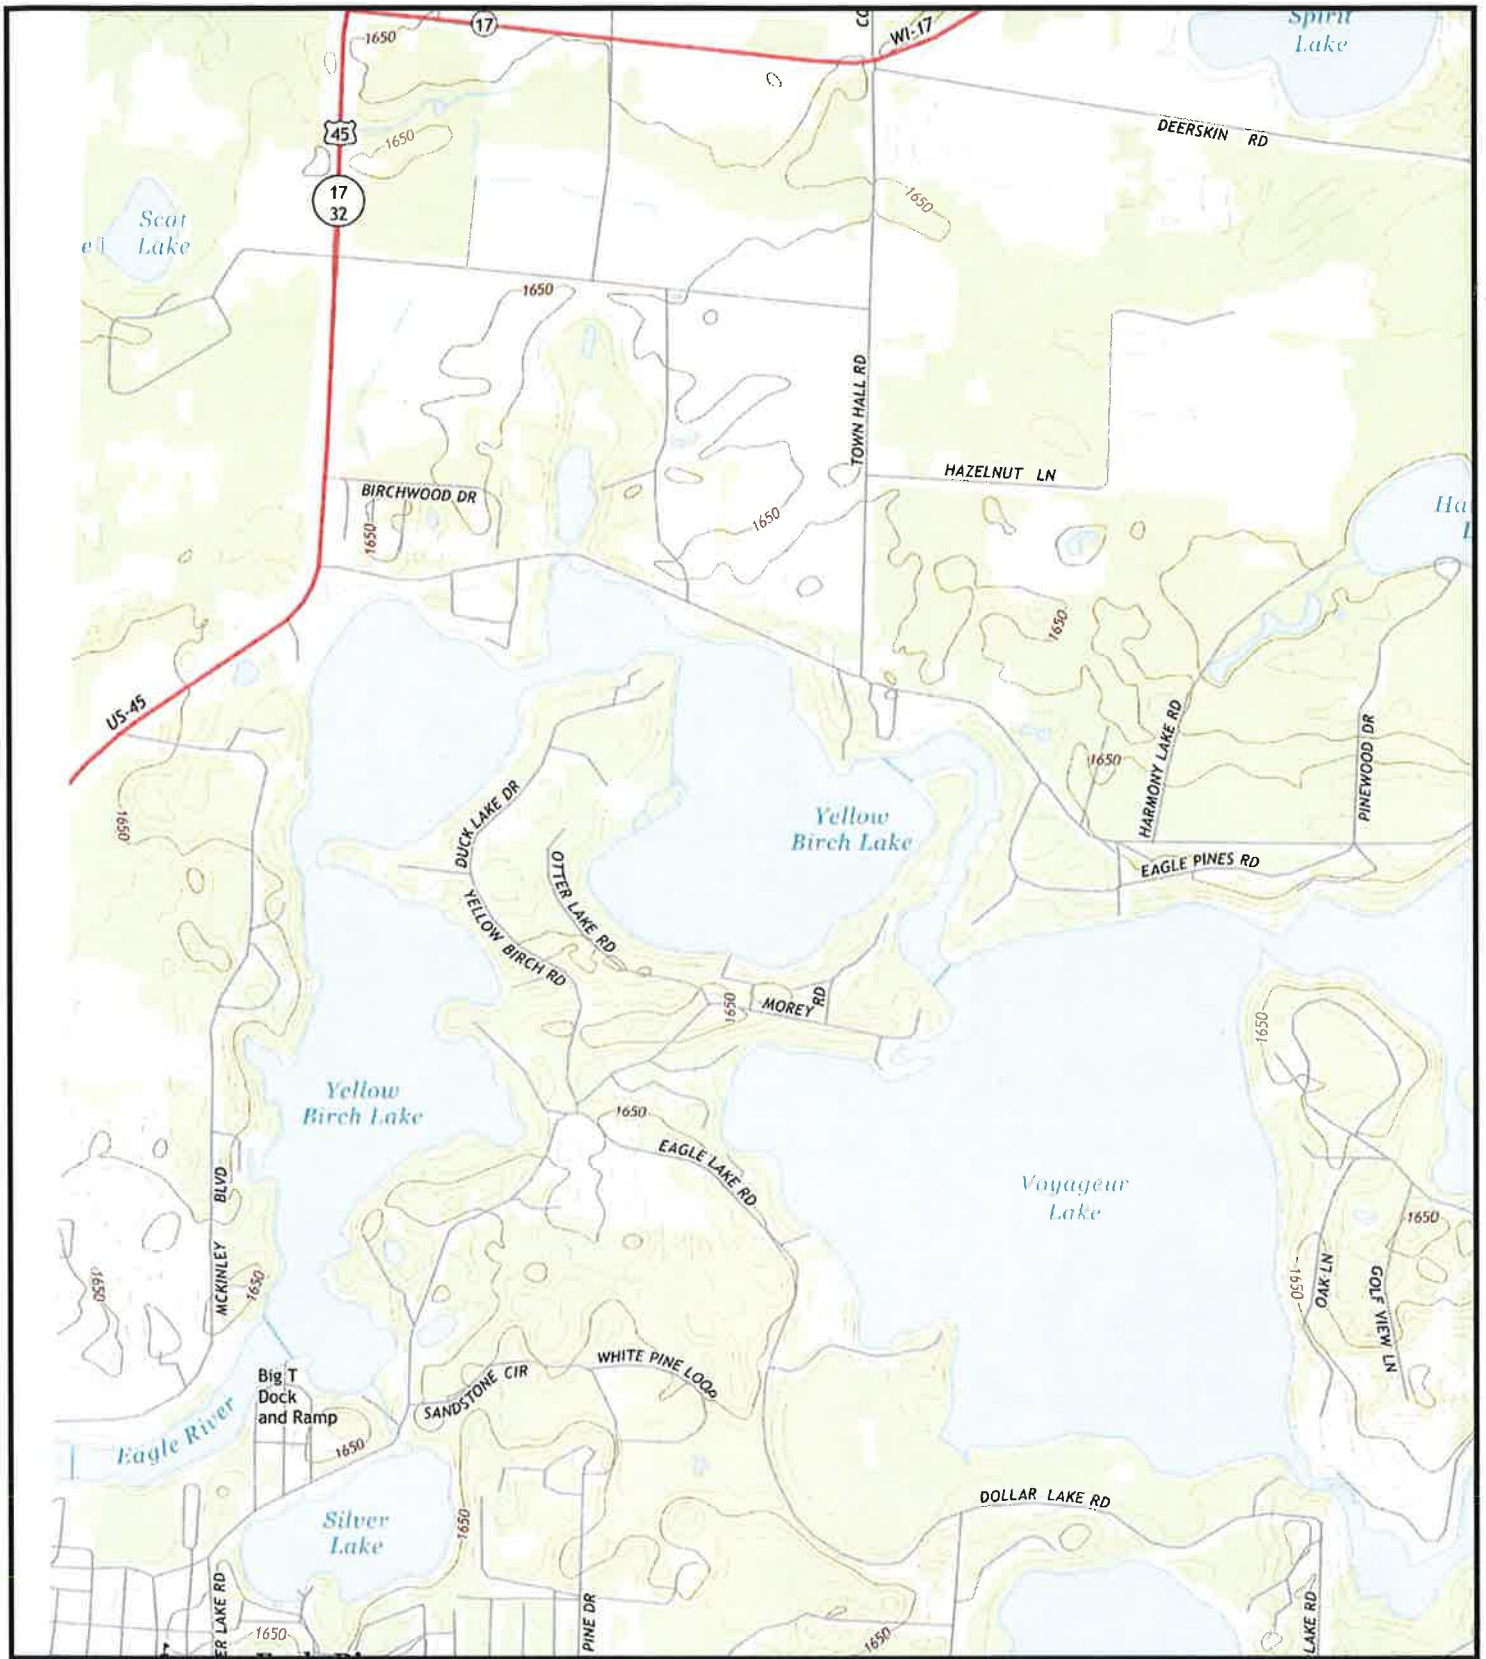 17
CO
WI-17
Spirit
Lake
1650
45
1650
DEERSKIN RD
17
32
1650
Scat
Lake
1650
TOWN HALL RD
HAZELNUT LN
BIRCHWOOD DR
1650
1650
Ha
L
1650
US-45
HARMONY LAKE RD
PINEWOOD DR
1650
1650
DUCK LAKE DR
Yellow
Birch Lake
OTTER LAKE RD
EAGLE PINES RD
YELLOW BIRCH RD
1650
MOREY RD
1650
Yellow
Birch Lake
1650
EAGLE LAKE RD
MCKINLEY BLVD
Voyageur
Lake
1650
1650
1650
1650
OAK LN
GOLF VIEW LN
WHITE PINE LOOP
SANDSTONE CIR
Big T
Dock
and Ramp
Eagle River
1650
DOLLAR LAKE RD
Silver
Lake
1650
ER LAKE RD
PINE DR
LAKE RD
1650
1650